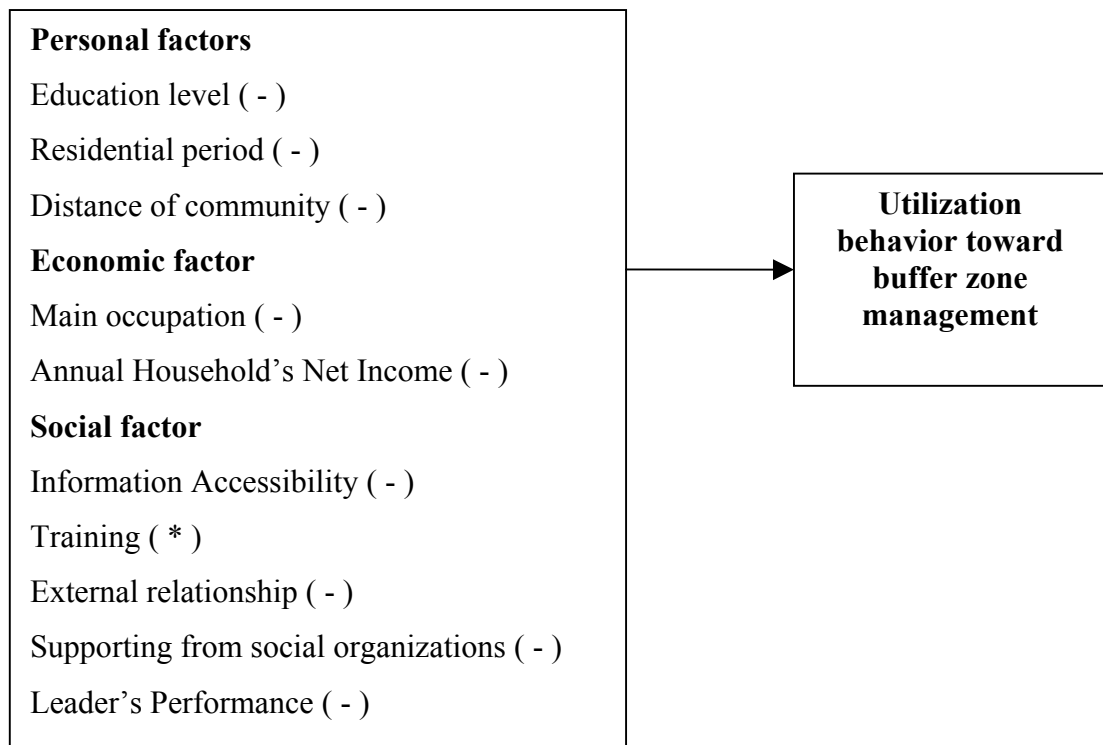 Personal factors
Education level ( - )
Residential period ( - )
Distance of community ( - )
Economic factor
Main occupation ( - )
Annual Household’s Net Income ( - )
Social factor
Information Accessibility ( - )
Training ( * )
External relationship ( - )
Supporting from social organizations ( - )
Leader’s Performance ( - )
Utilization
behavior toward
buffer zone
management